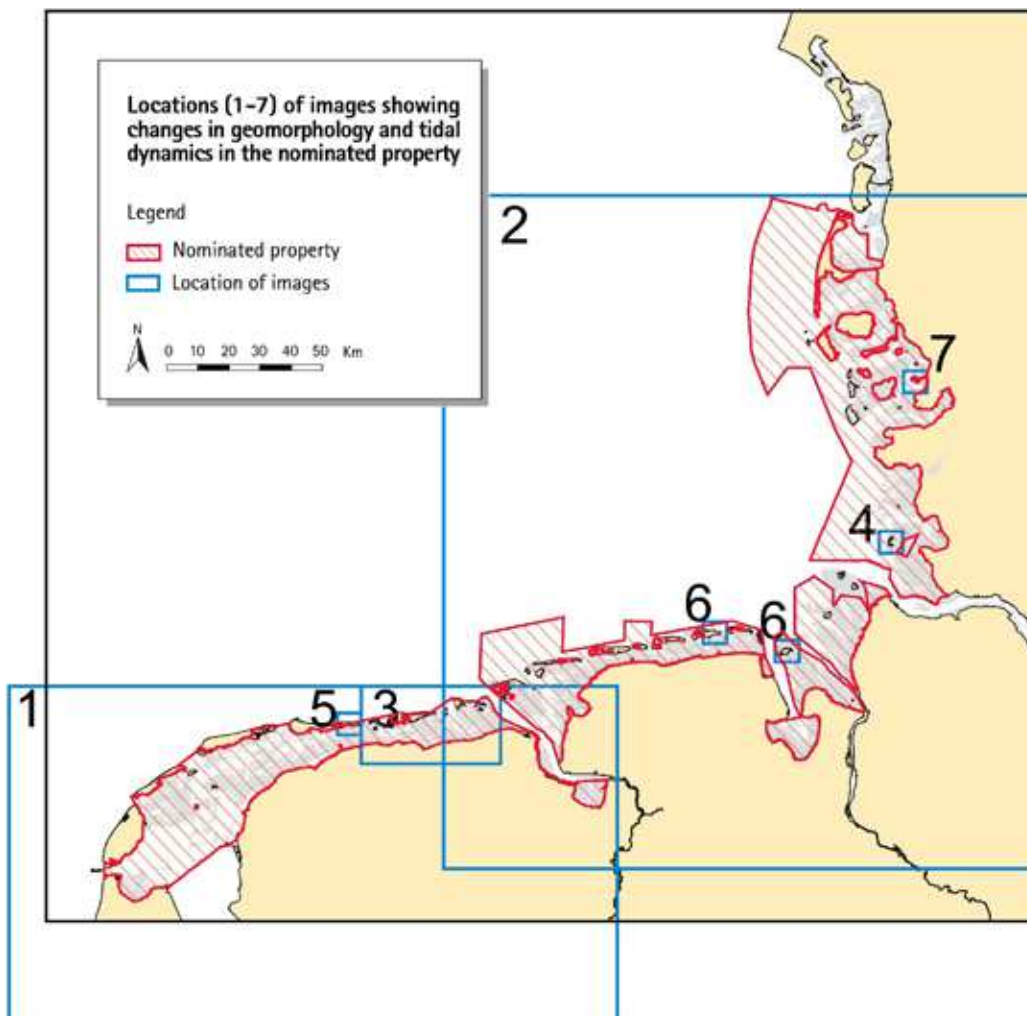 Locations (1-7) of images showing
changes in geomorphology and tidal
dynamics in the nominated property
Legend
Nominated property
Location of images
N
0 10 20 30 40 50 Km
2
7
4
6
6
1
5
3